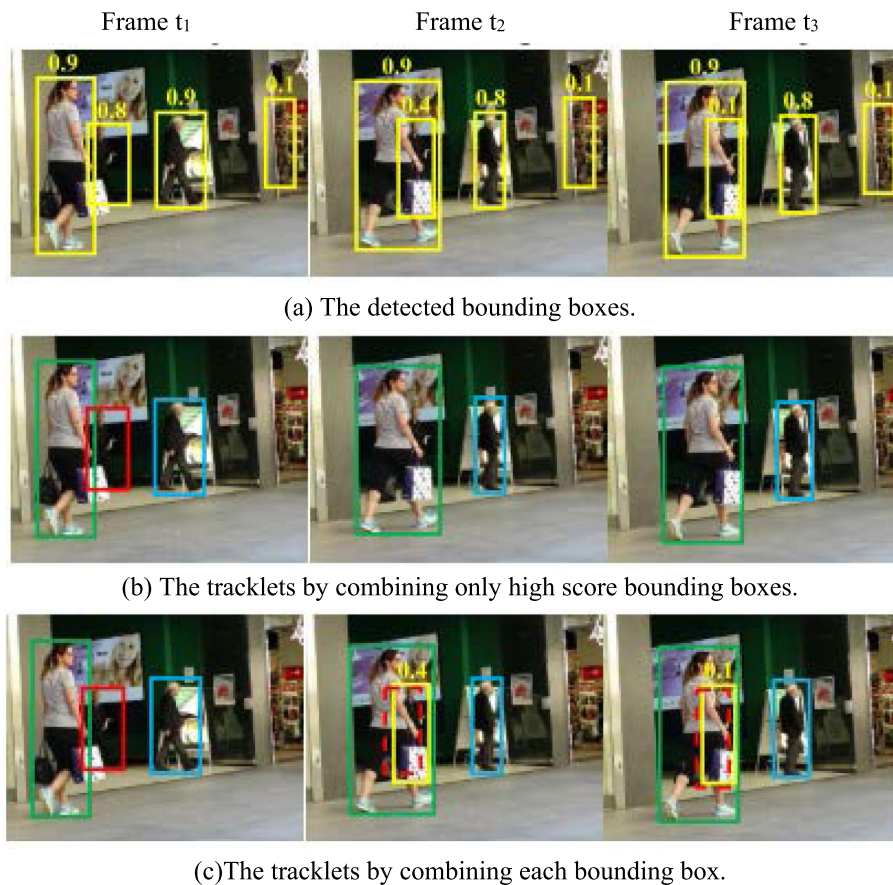 Frame t₁ Frame t₂ Frame t₃
0.9 0.8 0.9 0.1 0.9 0.4 0.8 0.1 0.9 0.1 0.8 0.1
(a) The detected bounding boxes.
(b) The tracklets by combining only high score bounding boxes.
0.4 0.1
(c)The tracklets by combining each bounding box.